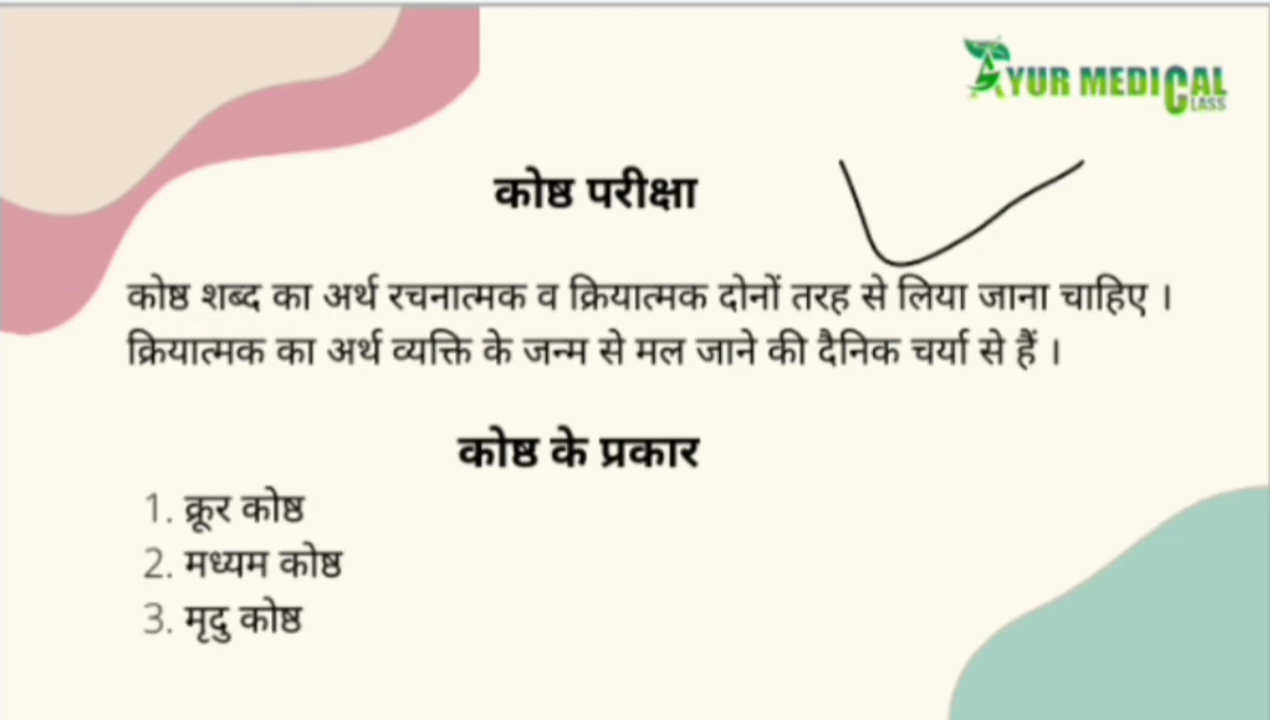 AYUR MEDICAL
CLASS
कोष्ठ परीक्षा
कोष्ठ शब्द का अर्थ रचनात्मक व क्रियात्मक दोनों तरह से लिया जाना चाहिए ।
क्रियात्मक का अर्थ व्यक्ति के जन्म से मल जाने की दैनिक चर्या से हैं ।
कोष्ठ के प्रकार
1. क्रूर कोष्ठ
2. मध्यम कोष्ठ
3. मृदु कोष्ठ